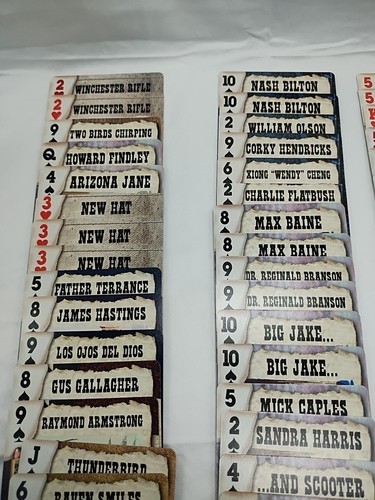 2 WINCHESTER RIFLE
2 WINCHESTER RIFLE
9 TWO BIRDS CHIRPING
Q HOWARD FINDLEY
4 ARIZONA JANE
3 NEW HAT
3 NEW HAT
3 NEW HAT
5 FATHER TERRANCE
8 JAMES HASTINGS
9 LOS OJOS DEL DIOS
8 GUS GALLAGHER
9 RAYMOND ARMSTRONG
J THUNDERBIRD
6 RAVEN SMILES
10 NASH BILTON
10 NASH BILTON
2 WILLIAM OLSON
9 CORKY HENDRICKS
6 XIONG "WENDY" CHENG
2 CHARLIE FLATBUSH
8 MAX BAINE
8 MAX BAINE
9 DR. REGINALD BRANSON
9 DR. REGINALD BRANSON
10 BIG JAKE...
10 BIG JAKE...
5 MICK CAPLES
2 SANDRA HARRIS
4 ...AND SCOOTER
5
5